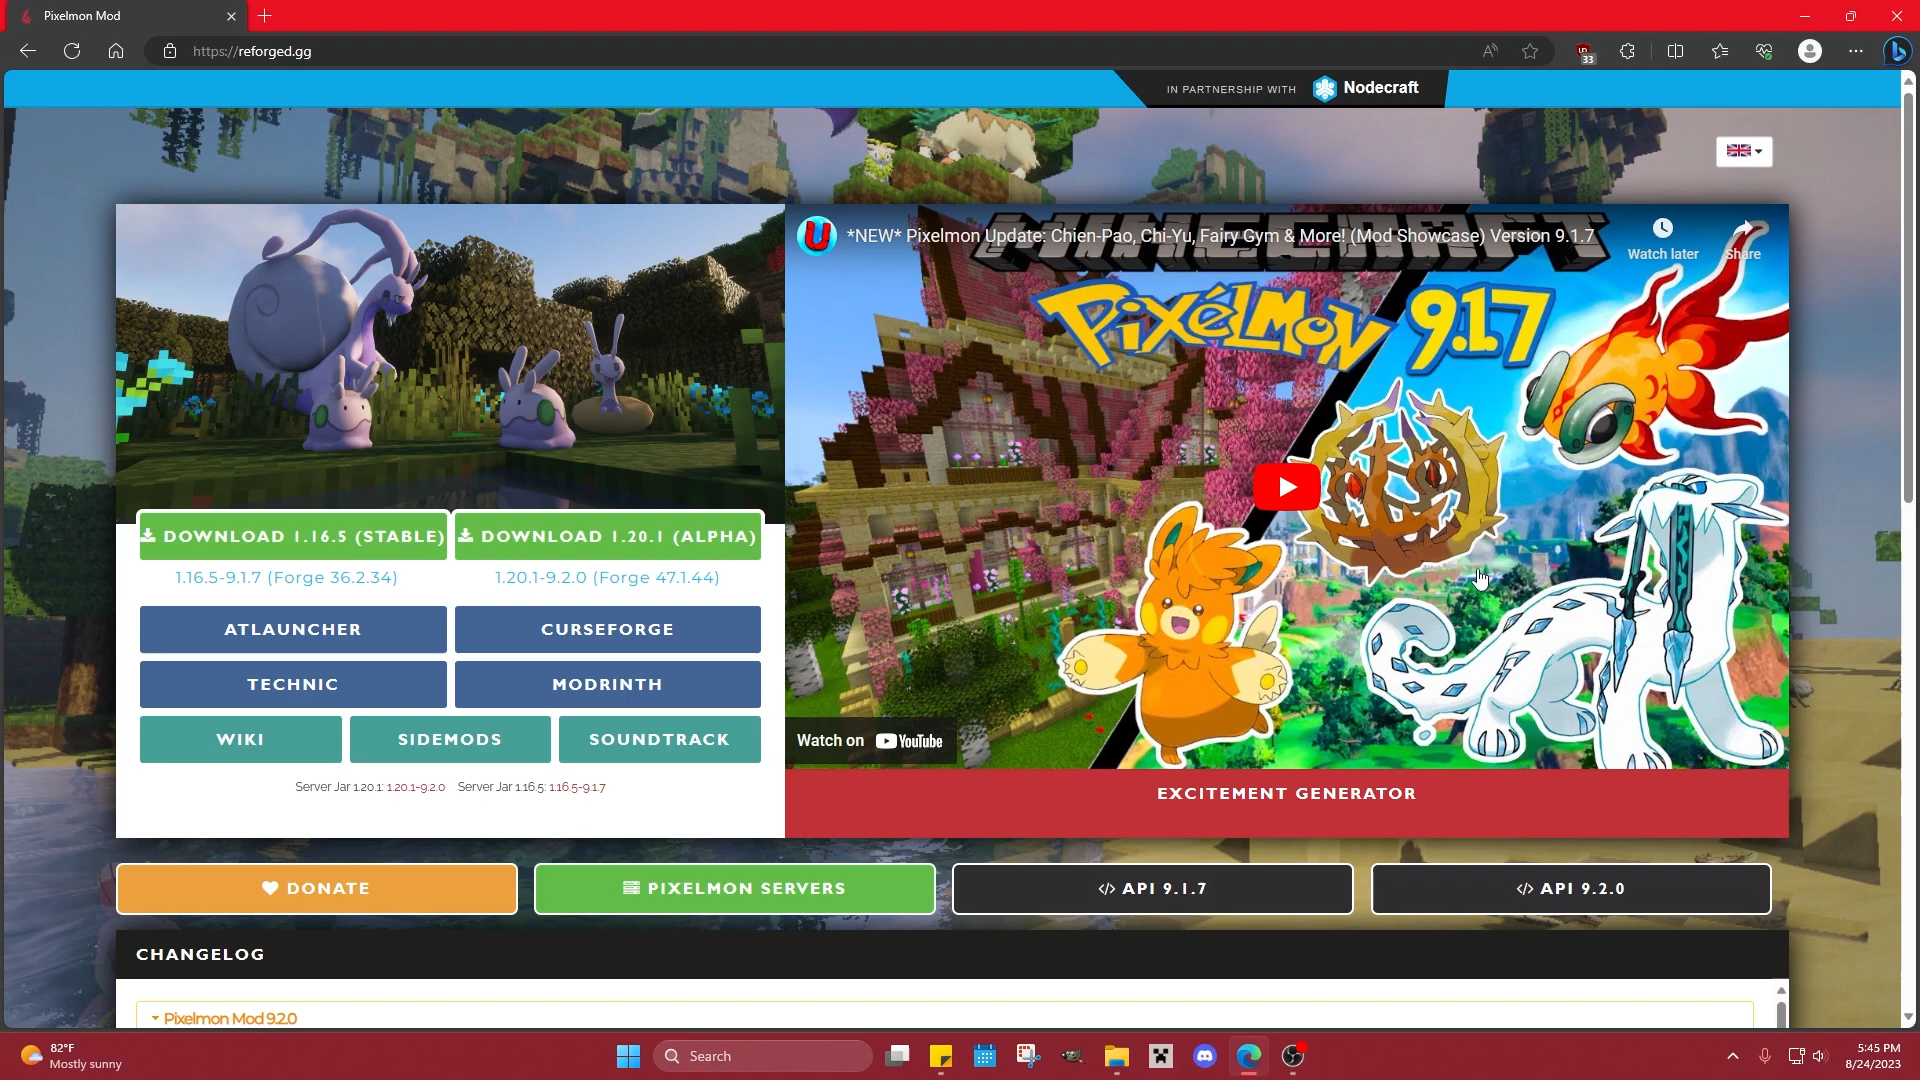 Pixelmon Mod
https://reforged.gg
33
IN PARTNERSHIP WITH Nodecraft
MINECRAFT
*NEW* Pixelmon Update: Chien-Pao, Chi-Yu, Fairy Gym & More! (Mod Showcase) Version 9.1.7
Watch later
Share
PIXÉLMON 9.1.7
DOWNLOAD 1.16.5 (STABLE)
DOWNLOAD 1.20.1 (ALPHA)
1.16.5-9.1.7 (Forge 36.2.34)
1.20.1-9.2.0 (Forge 47.1.44)
ATLAUNCHER
CURSEFORGE
TECHNIC
MODRINTH
WIKI
SIDEMODS
SOUNDTRACK
Server Jar 1.20.1: 1.20.1-9.2.0 Server Jar 1.16.5: 1.16.5-9.1.7
Watch on YouTube
EXCITEMENT GENERATOR
DONATE
PIXELMON SERVERS
</> API 9.1.7
</> API 9.2.0
CHANGELOG
Pixelmon Mod 9.2.0
82°F
Mostly sunny
Search
5:45 PM
8/24/2023